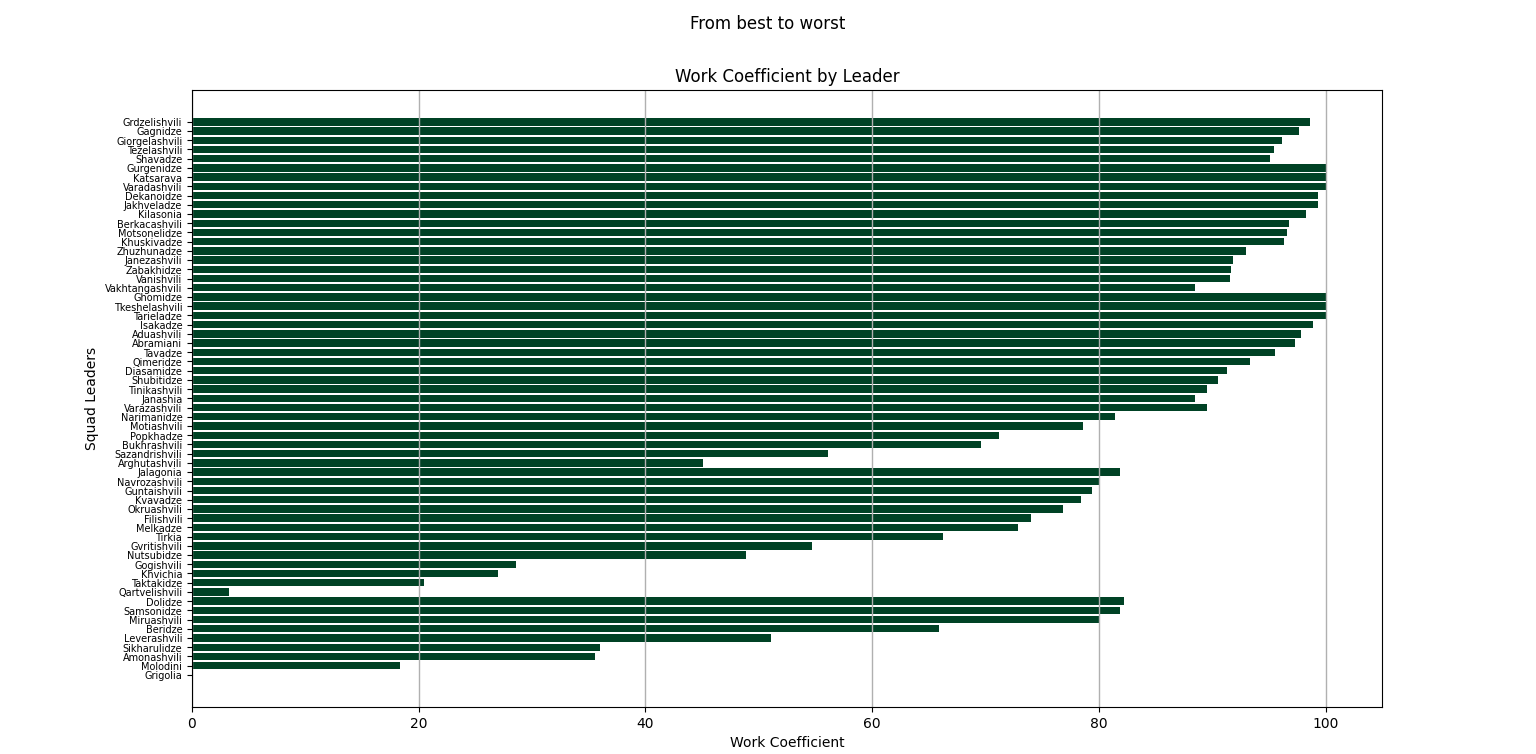 From best to worst
Work Coefficient by Leader
Squad Leaders
Grdzelishvili
Gagnidze
Giorgelashvili
Tezelashvili
Shavadze
Gurgenidze
Katsarava
Varadashvili
Dekanoidze
Jakhveladze
Kilasonia
Berkacashvili
Motsonelidze
Khuskivadze
Zhuzhunadze
Janezashvili
Zabakhidze
Vanishvili
Vakhtangashvili
Ghomidze
Tkeshelashvili
Tarieladze
Isakadze
Aduashvili
Abramiani
Tavadze
Qimeridze
Diasamidze
Shubitidze
Tinikashvili
Janashia
Varazashvili
Narimanidze
Motiashvili
Popkhadze
Bukhrashvili
Sazandrishvili
Arghutashvili
Jalagonia
Navrozashvili
Guntaishvili
Kvavadze
Okruashvili
Filishvili
Melkadze
Tirkia
Gvritishvili
Nutsubidze
Gogishvili
Khvichia
Taktakidze
Qartvelishvili
Dolidze
Samsonidze
Miruashvili
Beridze
Leverashvili
Sikharulidze
Amonashvili
Molodini
Grigolia
0 20 40 60 80 100
Work Coefficient